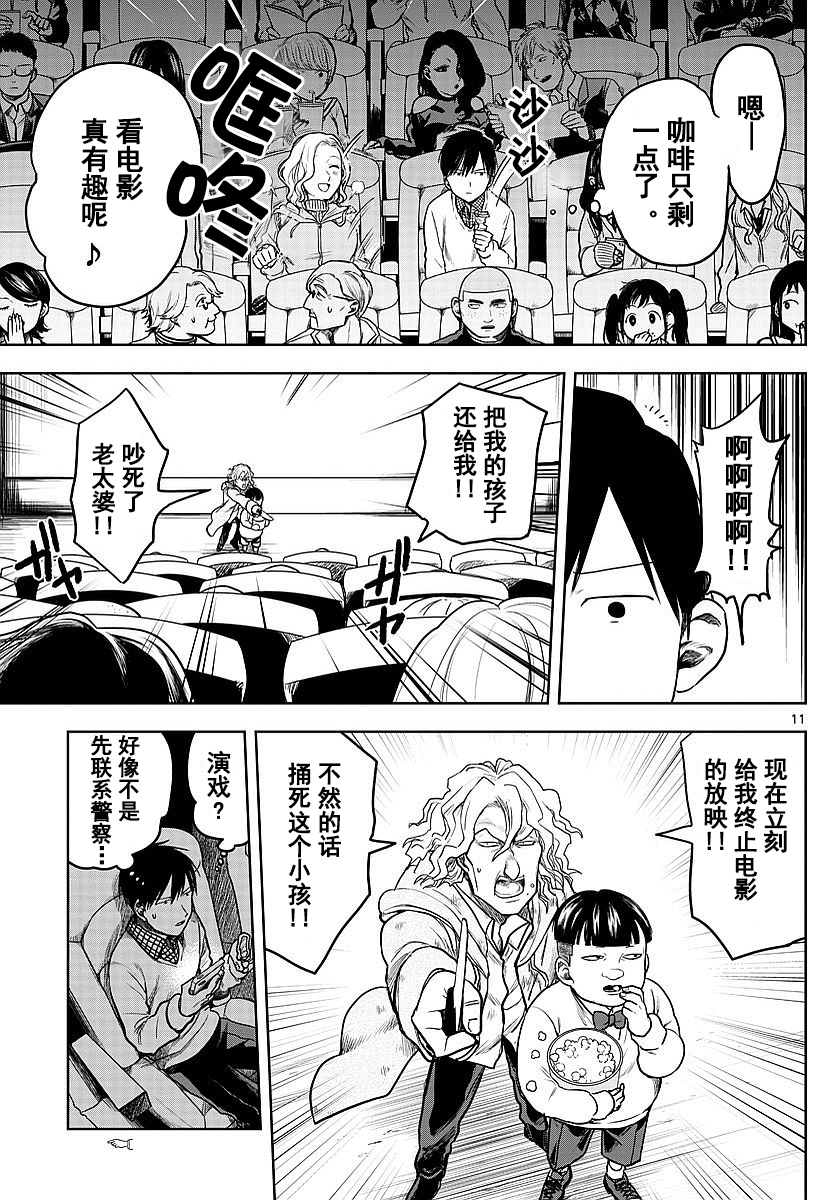 嗯—
咖啡只剩
一点了。
沙沙
哐咚
看电影
真有趣呢♪
啊啊啊啊!!
把我的孩子
还给我!!
吵死了
老太婆!!
ガヤ
ガヤ
11
现在立刻
给我终止电影
的放映!!
不然的话
捅死这个小孩!!
演戏?
好像不是
先联系警察…